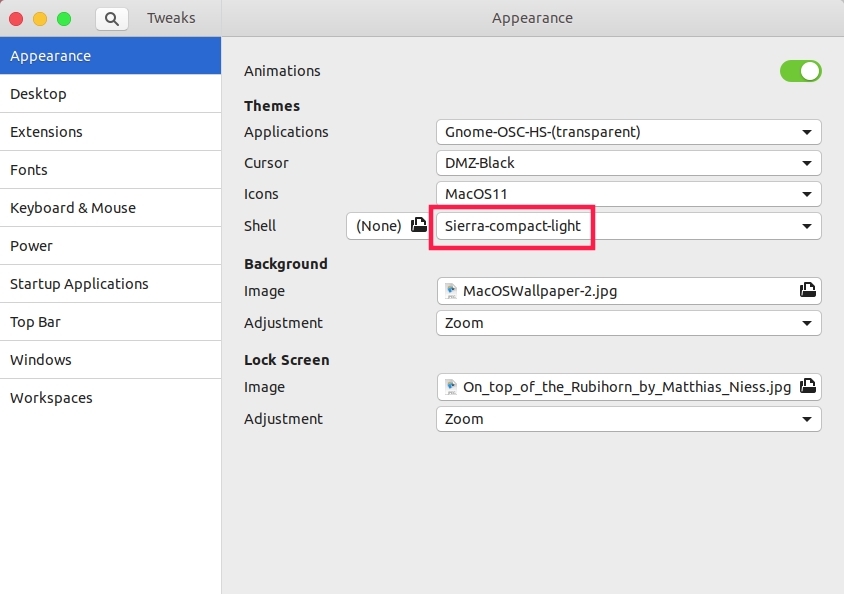 Tweaks
Appearance
Appearance
Desktop
Extensions
Fonts
Keyboard & Mouse
Power
Startup Applications
Top Bar
Windows
Workspaces
Animations
Themes
Applications Gnome-OSC-HS-(transparent)
Cursor DMZ-Black
Icons MacOS11
Shell (None) Sierra-compact-light
Background
Image MacOSWallpaper-2.jpg
Adjustment Zoom
Lock Screen
Image On_top_of_the_Rubihorn_by_Matthias_Niess.jpg
Adjustment Zoom